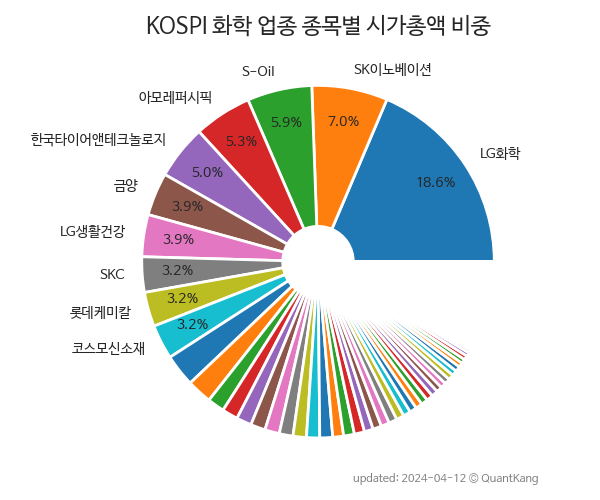 KOSPI 화학 업종 종목별 시가총액 비중
LG화학
18.6%
SK이노베이션
7.0%
S-Oil
5.9%
아모레퍼시픽
5.3%
한국타이어앤테크놀로지
5.0%
금양
3.9%
LG생활건강
3.9%
SKC
3.2%
롯데케미칼
3.2%
코스모신소재
3.2%
updated: 2024-04-12 © QuantKang